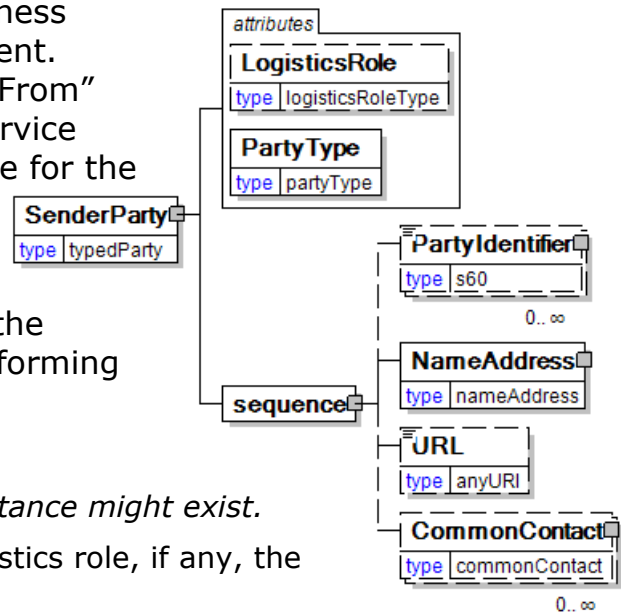 ness
ent.
From"
ervice
e for the
the
forming
tance might exist.
stics role, if any, the
attributes
LogisticsRole
type logisticsRoleType
PartyType
type partyType
SenderParty
type typedParty
sequence
PartyIdentifier
type s60
0.. ∞
NameAddress
type nameAddress
URL
type anyURI
CommonContact
type commonContact
0.. ∞